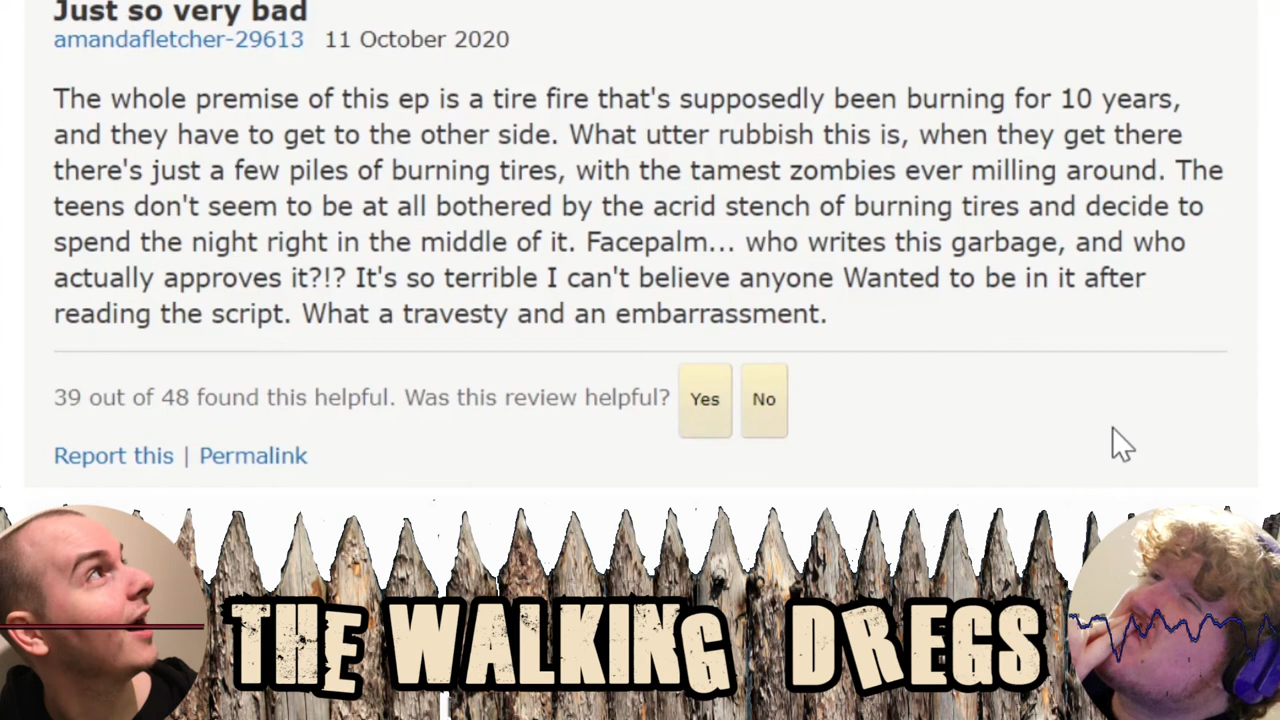 Just so very bad
amandafletcher-29613 11 October 2020
The whole premise of this ep is a tire fire that's supposedly been burning for 10 years,
and they have to get to the other side. What utter rubbish this is, when they get there
there's just a few piles of burning tires, with the tamest zombies ever milling around. The
teens don't seem to be at all bothered by the acrid stench of burning tires and decide to
spend the night right in the middle of it. Facepalm... who writes this garbage, and who
actually approves it?!? It's so terrible I can't believe anyone Wanted to be in it after
reading the script. What a travesty and an embarrassment.
39 out of 48 found this helpful. Was this review helpful? Yes No
Report this | Permalink
THE WALKING DREGS